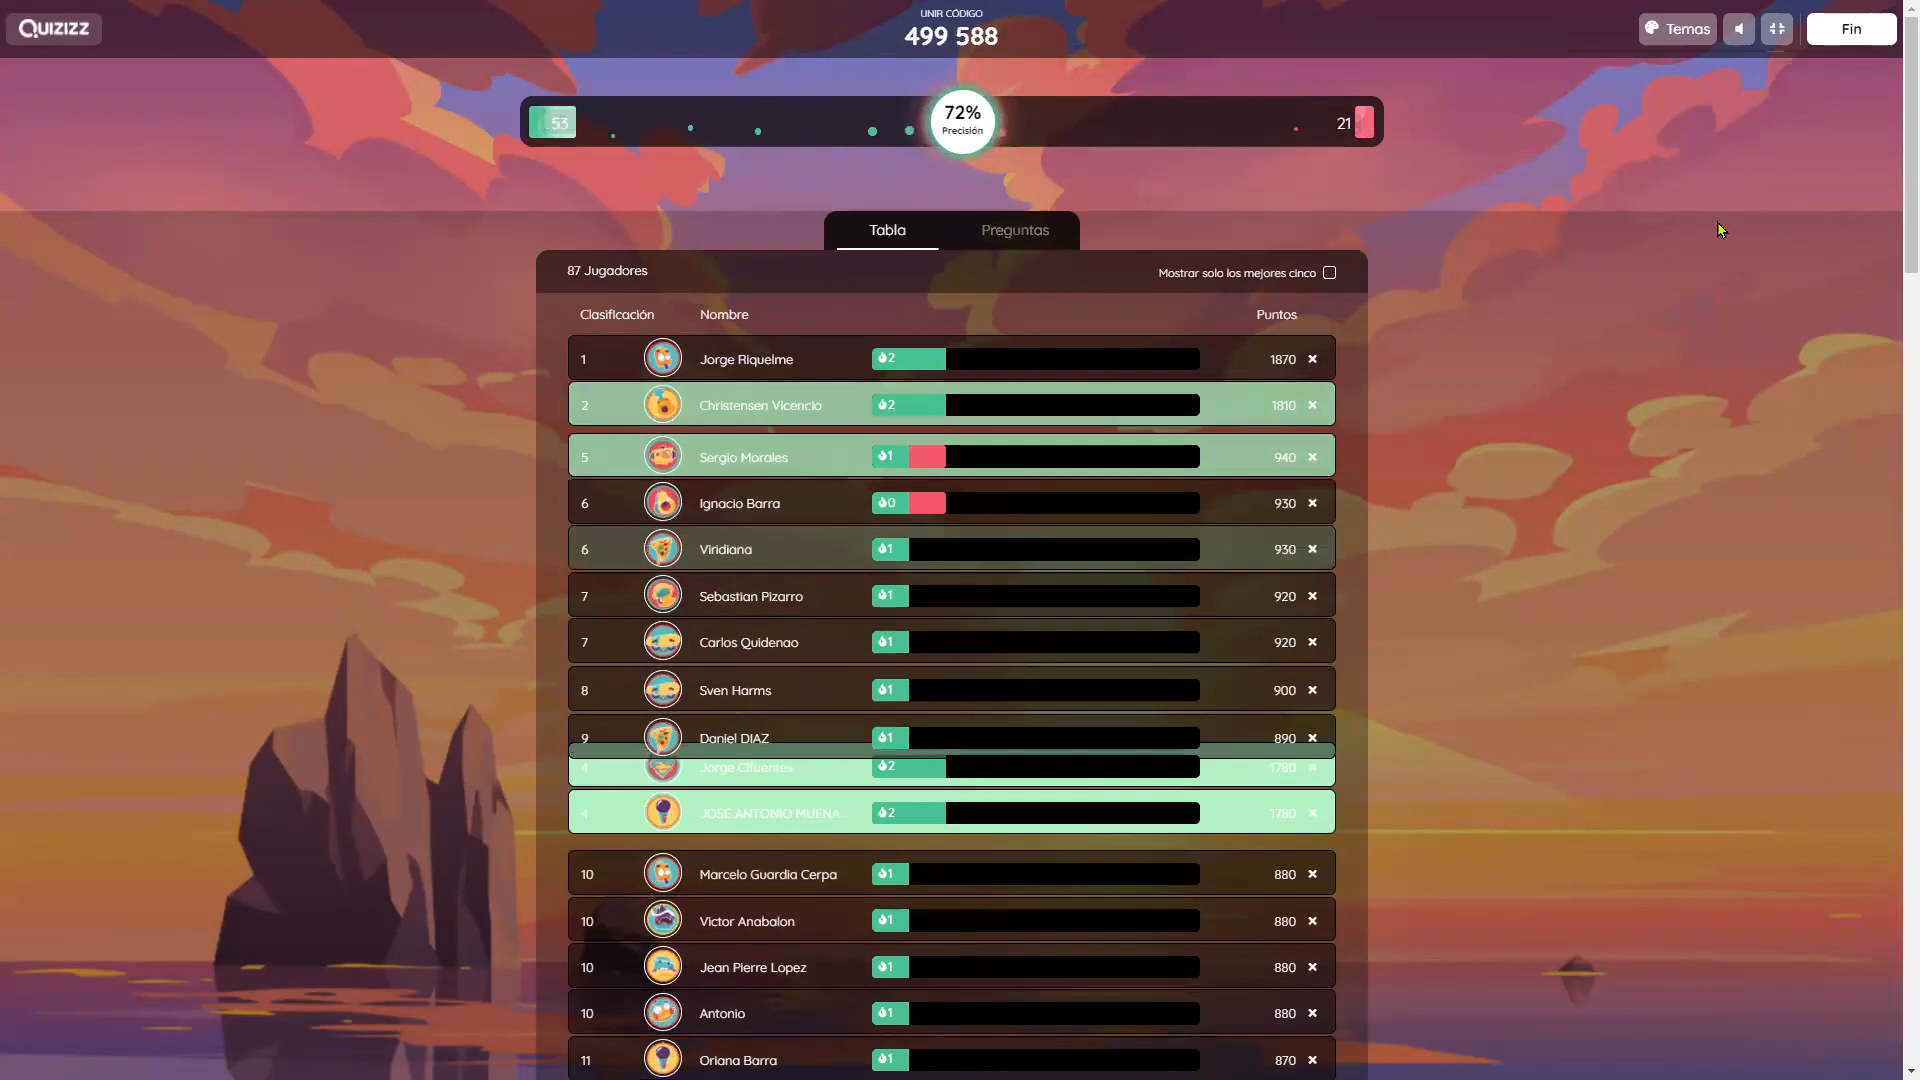 Quizizz
UNIR CÓDIGO
499 588
Temas
Fin
53
72%
Precisión
21
Tabla
Preguntas
87 Jugadores
Mostrar solo los mejores cinco
Clasificación
Nombre
Puntos
1 Jorge Riquelme 2 1870
2 Christensen Vicencio 2 1810
5 Sergio Morales 1 940
6 Ignacio Barra 0 930
6 Viridiana 1 930
7 Sebastian Pizarro 1 920
7 Carlos Quidenao 1 920
8 Sven Harms 1 900
9 Daniel DIAZ 1 890
4 Jorge Cifuentes 2 1780
4 JOSE ANTONIO MUENA... 2 1780
10 Marcelo Guardia Cerpa 1 880
10 Victor Anabalon 1 880
10 Jean Pierre Lopez 1 880
10 Antonio 1 880
11 Oriana Barra 1 870